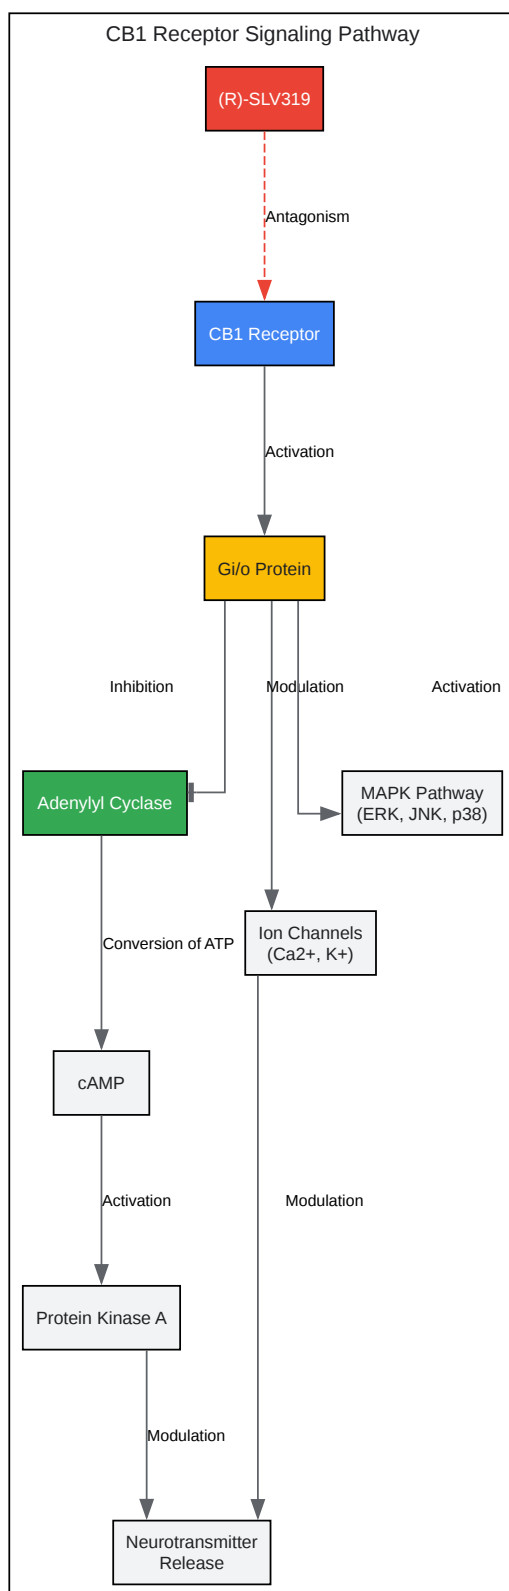 CB1 Receptor Signaling Pathway
(R)-SLV319
Antagonism
CB1 Receptor
Activation
Gi/o Protein
Inhibition
Modulation
Activation
Adenylyl Cyclase
MAPK Pathway
(ERK, JNK, p38)
Ion Channels
(Ca2+, K+)
Conversion of ATP
cAMP
Activation
Modulation
Protein Kinase A
Modulation
Neurotransmitter
Release